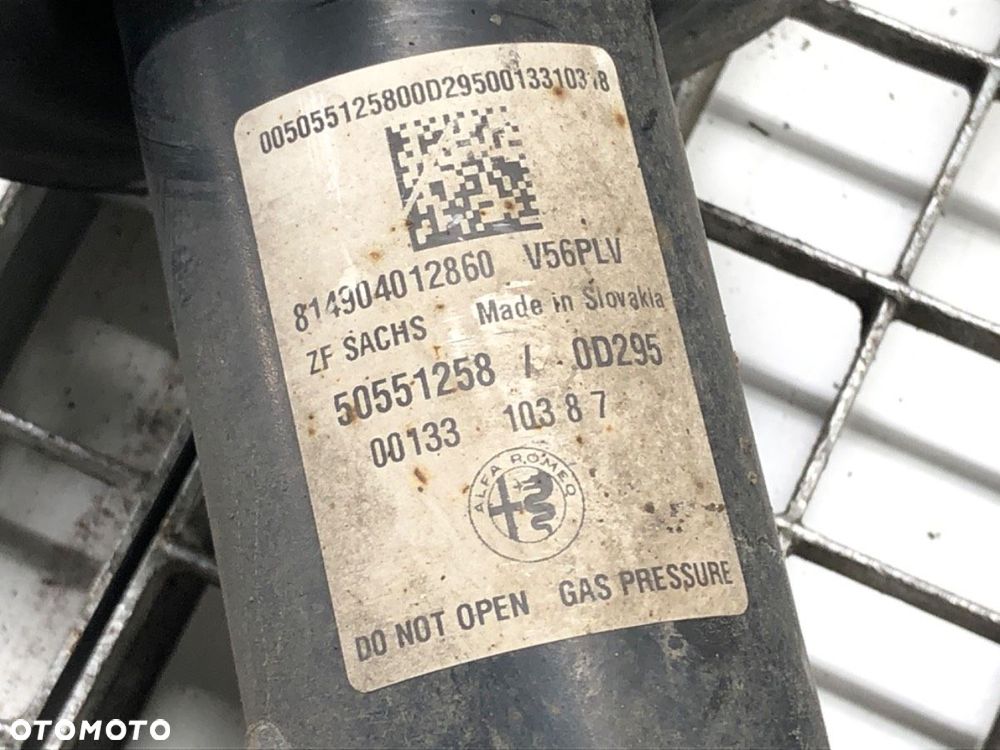 005055125800D29500133103 8
814904012860 V56PLV
ZF SACHS Made in Slovakia
50551258 / 0D295
00133 103 8 7
ALFA ROMEO
DO NOT OPEN GAS PRESSURE
OTOMOTO